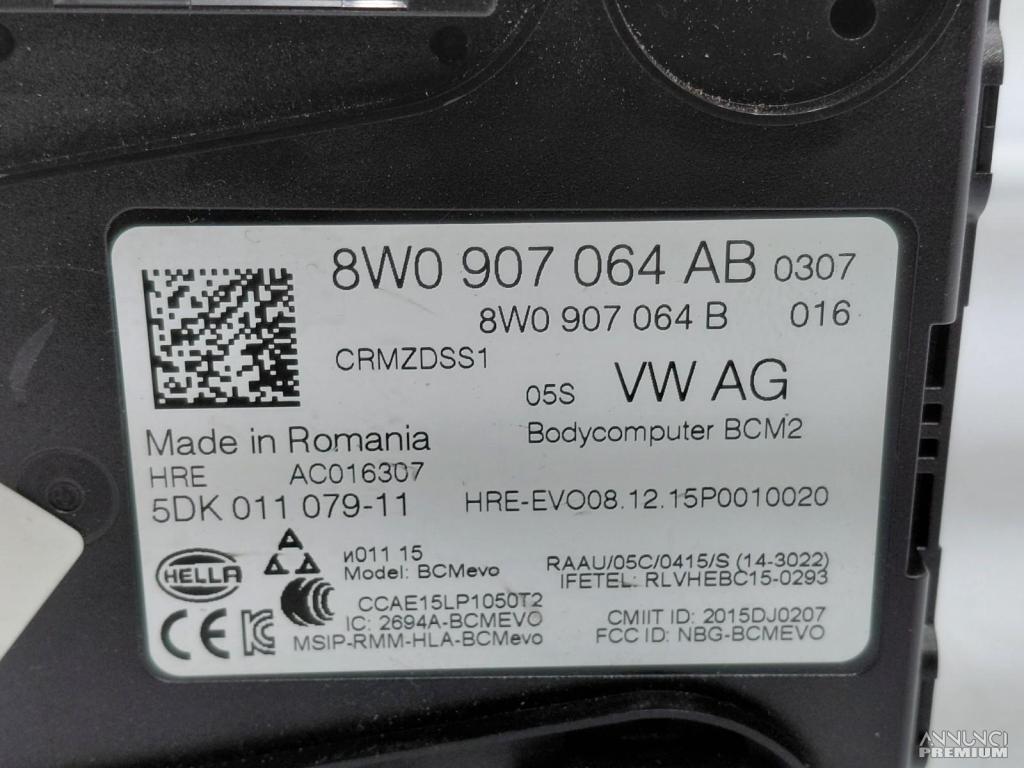 8W0 907 064 AB 0307
8W0 907 064 B 016
CRMZDSS1
05S VW AG
Bodycomputer BCM2
Made in Romania
HRE AC016307
5DK 011 079-11 HRE-EVO08.12.15P0010020
HELLA
и011 15
Model: BCMevo
RAAU/05C/0415/S (14-3022)
IFETEL: RLVHEBC15-0293
CCAE15LP1050T2
IC: 2694A-BCMEVO
MSIP-RMM-HLA-BCMevo
CMIIT ID: 2015DJ0207
FCC ID: NBG-BCMEVO
CE
ANNUNCI
PREMIUM